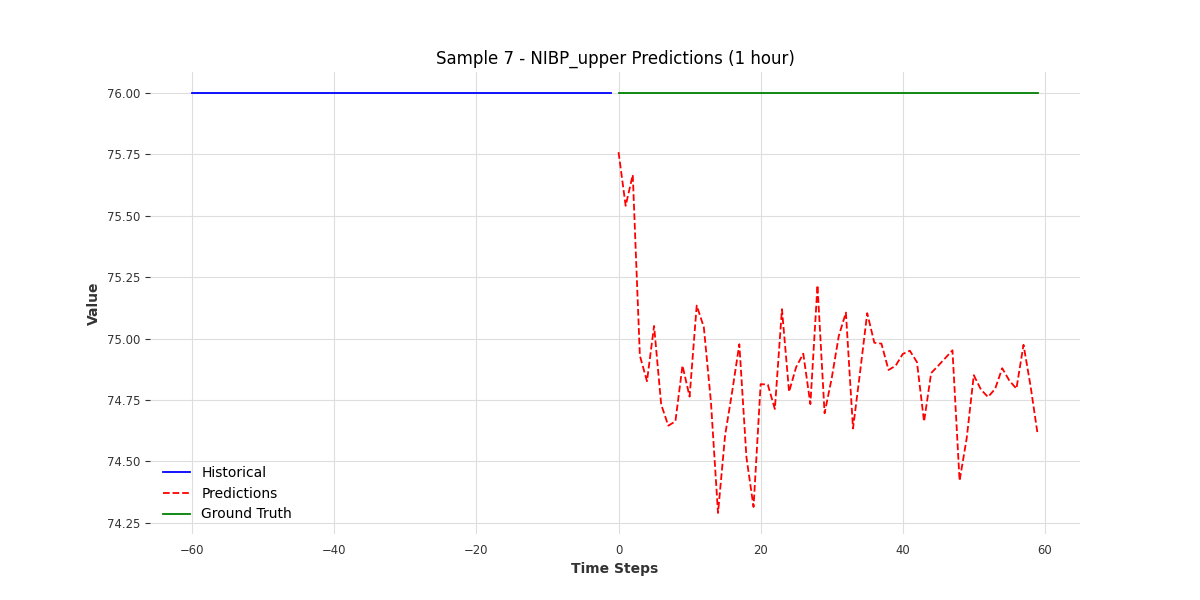 Sample 7 - NIBP_upper Predictions (1 hour)
76.00
75.75
75.50
75.25
75.00
74.75
74.50
74.25
Value
Historical
Predictions
Ground Truth
−60
−40
−20
0
20
40
60
Time Steps